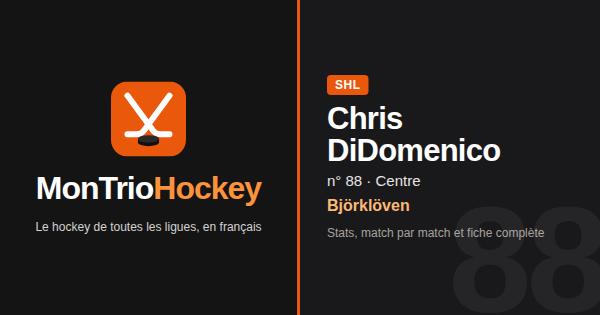 MonTrioHockey
Le hockey de toutes les ligues, en français
SHL
Chris
DiDomenico
n° 88 · Centre
Björklöven
Stats, match par match et fiche complète
88